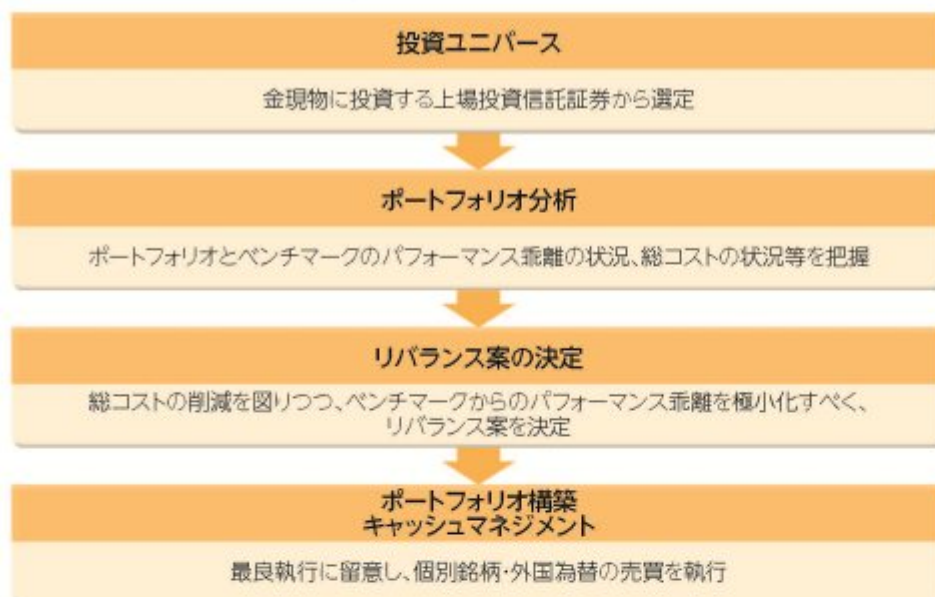 投資ユニバース
金現物に投資する上場投資信託証券から選定
ポートフォリオ分析
ポートフォリオとベンチマークのパフォーマンス乖離の状況、総コストの状況等を把握
リバランス案の決定
総コストの削減を図りつつ、ベンチマークからのパフォーマンス乖離を極小化すべく、
リバランス案を決定
ポートフォリオ構築
キャッシュマネジメント
最良執行に留意し、個別銘柄・外国為替の売買を執行